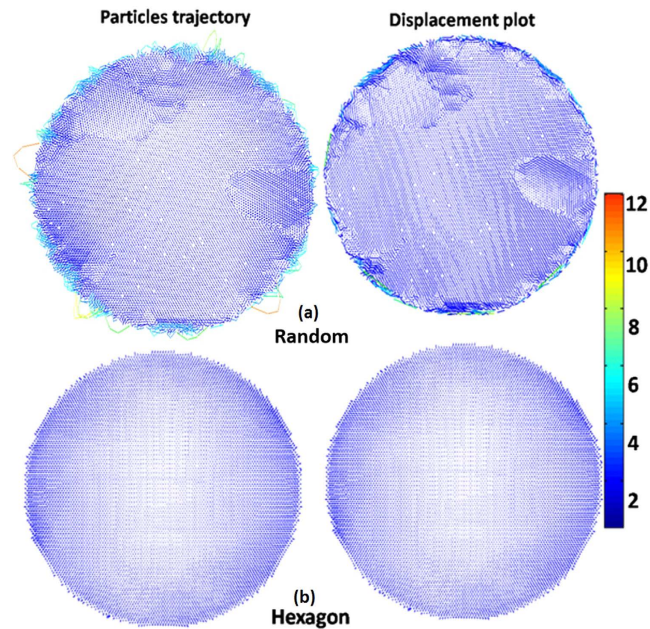 Particles trajectory
Displacement plot
12
10
8
6
4
2
(a)
Random
(b)
Hexagon